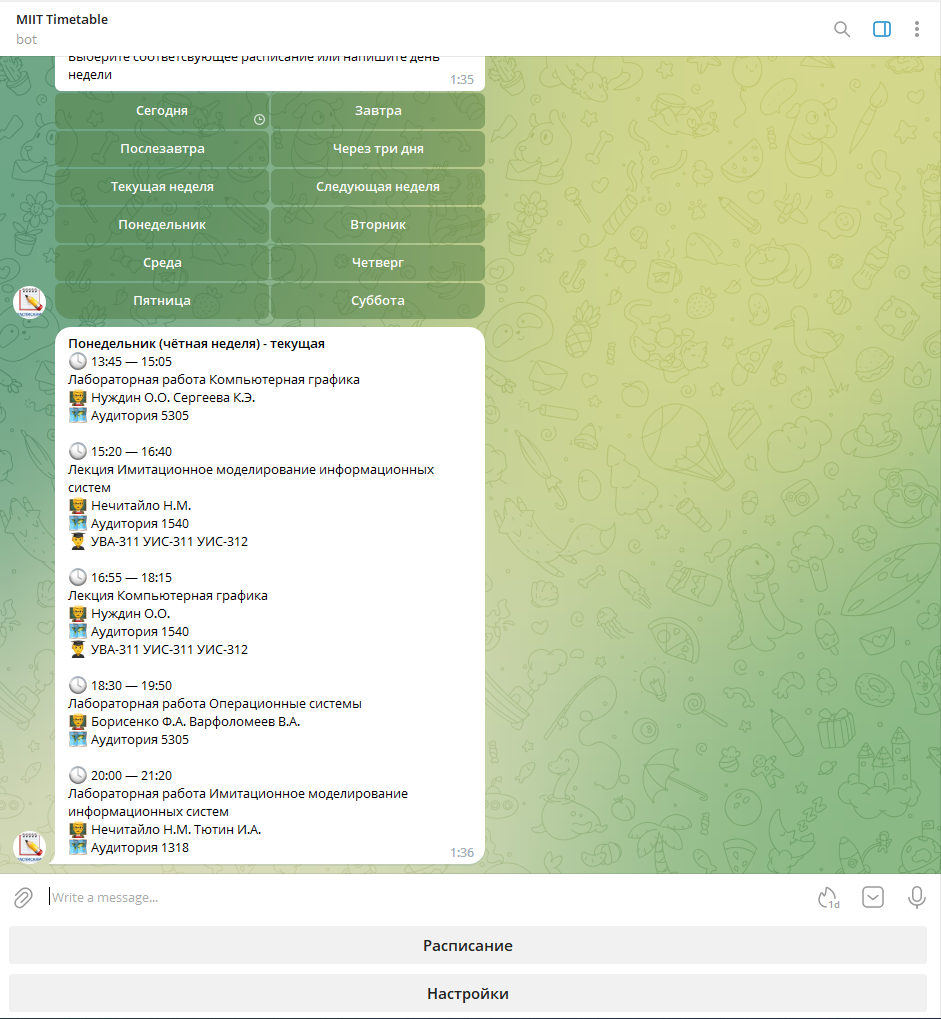 MIIT Timetable
bot
Выберите соответсвующее расписание или напишите день
недели
1:35
Сегодня
Завтра
Послезавтра
Через три дня
Текущая неделя
Следующая неделя
Понедельник
Вторник
Среда
Четверг
Пятница
Суббота
Понедельник (чётная неделя) - текущая
13:45 — 15:05
Лабораторная работа Компьютерная графика
Нуждин О.О. Сергеева К.Э.
Аудитория 5305
15:20 — 16:40
Лекция Имитационное моделирование информационных
систем
Нечитайло Н.М.
Аудитория 1540
УВА-311 УИС-311 УИС-312
16:55 — 18:15
Лекция Компьютерная графика
Нуждин О.О.
Аудитория 1540
УВА-311 УИС-311 УИС-312
18:30 — 19:50
Лабораторная работа Операционные системы
Борисенко Ф.А. Варфоломеев В.А.
Аудитория 5305
20:00 — 21:20
Лабораторная работа Имитационное моделирование
информационных систем
Нечитайло Н.М. Тютин И.А.
Аудитория 1318
1:36
Write a message...
1d
Расписание
Настройки